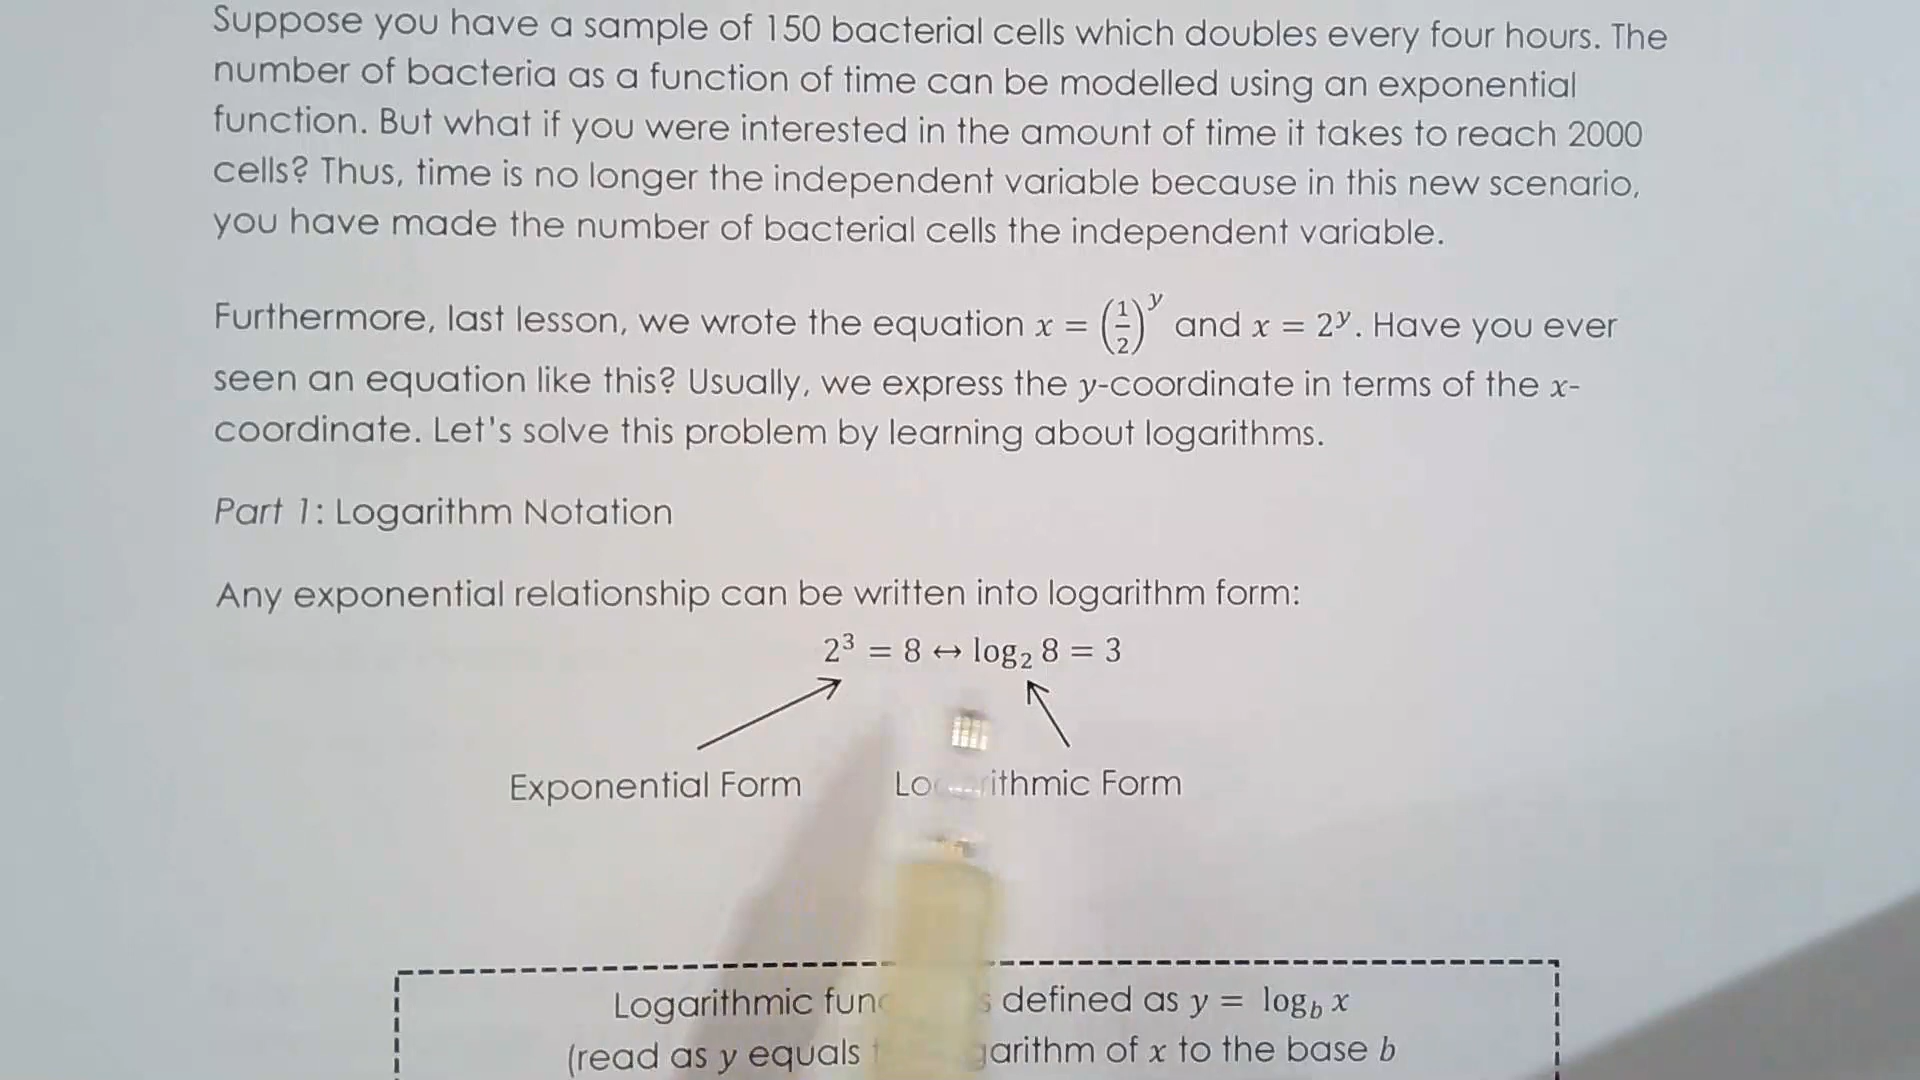 Suppose you have a sample of 150 bacterial cells which doubles every four hours. The
number of bacteria as a function of time can be modelled using an exponential
function. But what if you were interested in the amount of time it takes to reach 2000
cells? Thus, time is no longer the independent variable because in this new scenario,
you have made the number of bacterial cells the independent variable.
Furthermore, last lesson, we wrote the equation x = (1/2)^y and x = 2^y. Have you ever
seen an equation like this? Usually, we express the y-coordinate in terms of the x-
coordinate. Let's solve this problem by learning about logarithms.
Part 1: Logarithm Notation
Any exponential relationship can be written into logarithm form:
2³ = 8 ↔ log₂ 8 = 3
Exponential Form Form
Logarithmic defined as y = log_b x
(read as y equals of x to the base b